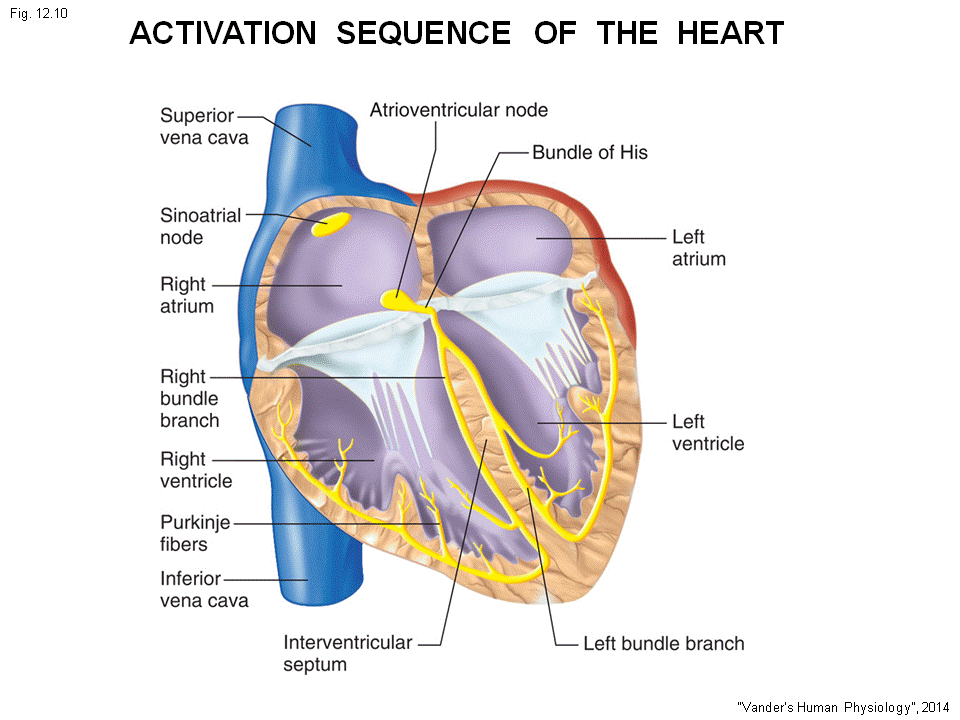 Fig. 12.10
ACTIVATION SEQUENCE OF THE HEART
Superior
vena cava
Atrioventricular node
Bundle of His
Sinoatrial
node
Left
atrium
Right
atrium
Right
bundle
branch
Left
ventricle
Right
ventricle
Purkinje
fibers
Inferior
vena cava
Interventricular
septum
Left bundle branch
"Vander's Human Physiology", 2014